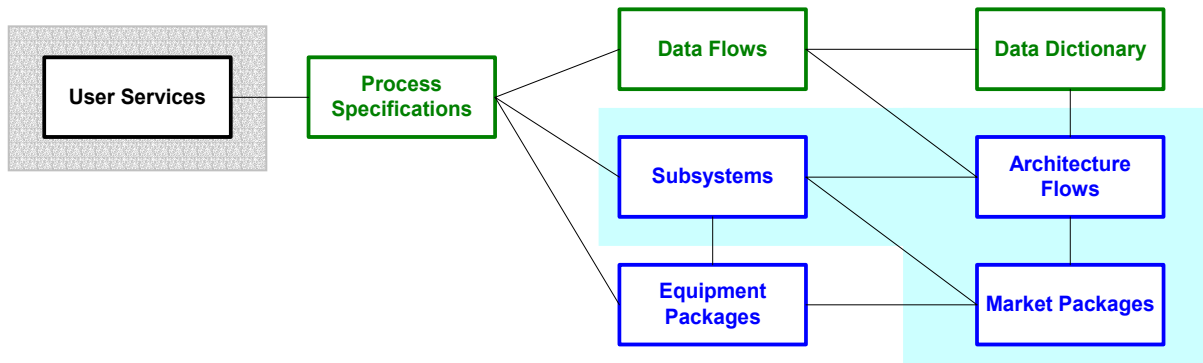 User Services
Process
Specifications
Data Flows
Data Dictionary
Subsystems
Architecture
Flows
Equipment
Packages
Market Packages